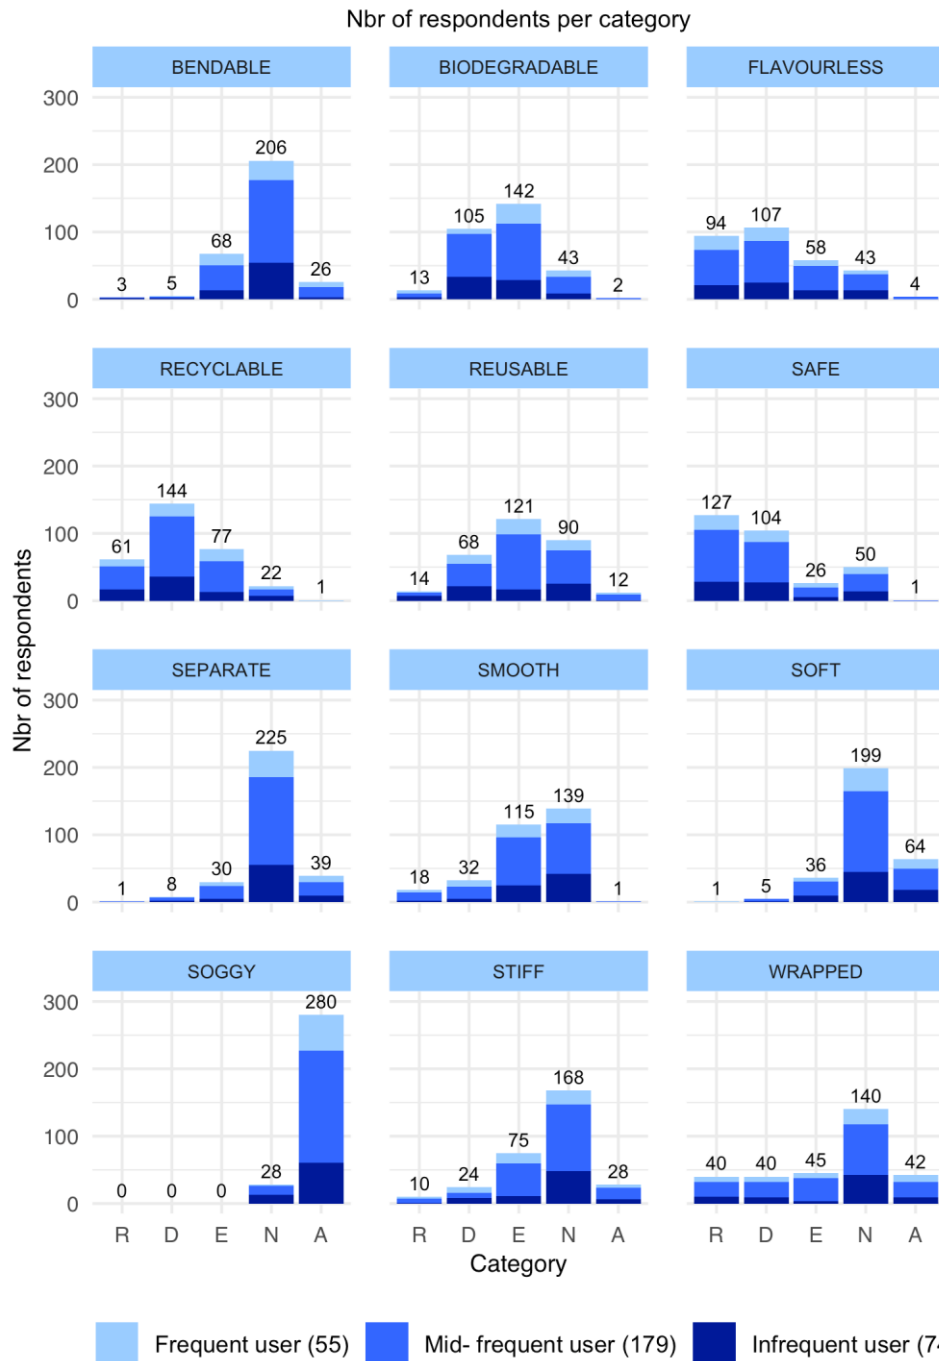 Nbr of respondents per category
BENDABLE BIODEGRADABLE FLAVOURLESS
300
200
100
0
3 5 68 206 26
13 105 142 43 2
94 107 58 43 4
RECYCLABLE REUSABLE SAFE
300
200
100
0
61 144 77 22 1
14 68 121 90 12
127 104 26 50 1
Nbr of respondents
SEPARATE SMOOTH SOFT
300
200
100
0
1 8 30 225 39
18 32 115 139 1
1 5 36 199 64
SOGGY STIFF WRAPPED
300
200
100
0
0 0 0 28 280
10 24 75 168 28
40 40 45 140 42
R D E N A R D E N A R D E N A
Category
Frequent user (55) Mid- frequent user (179) Infrequent user (7